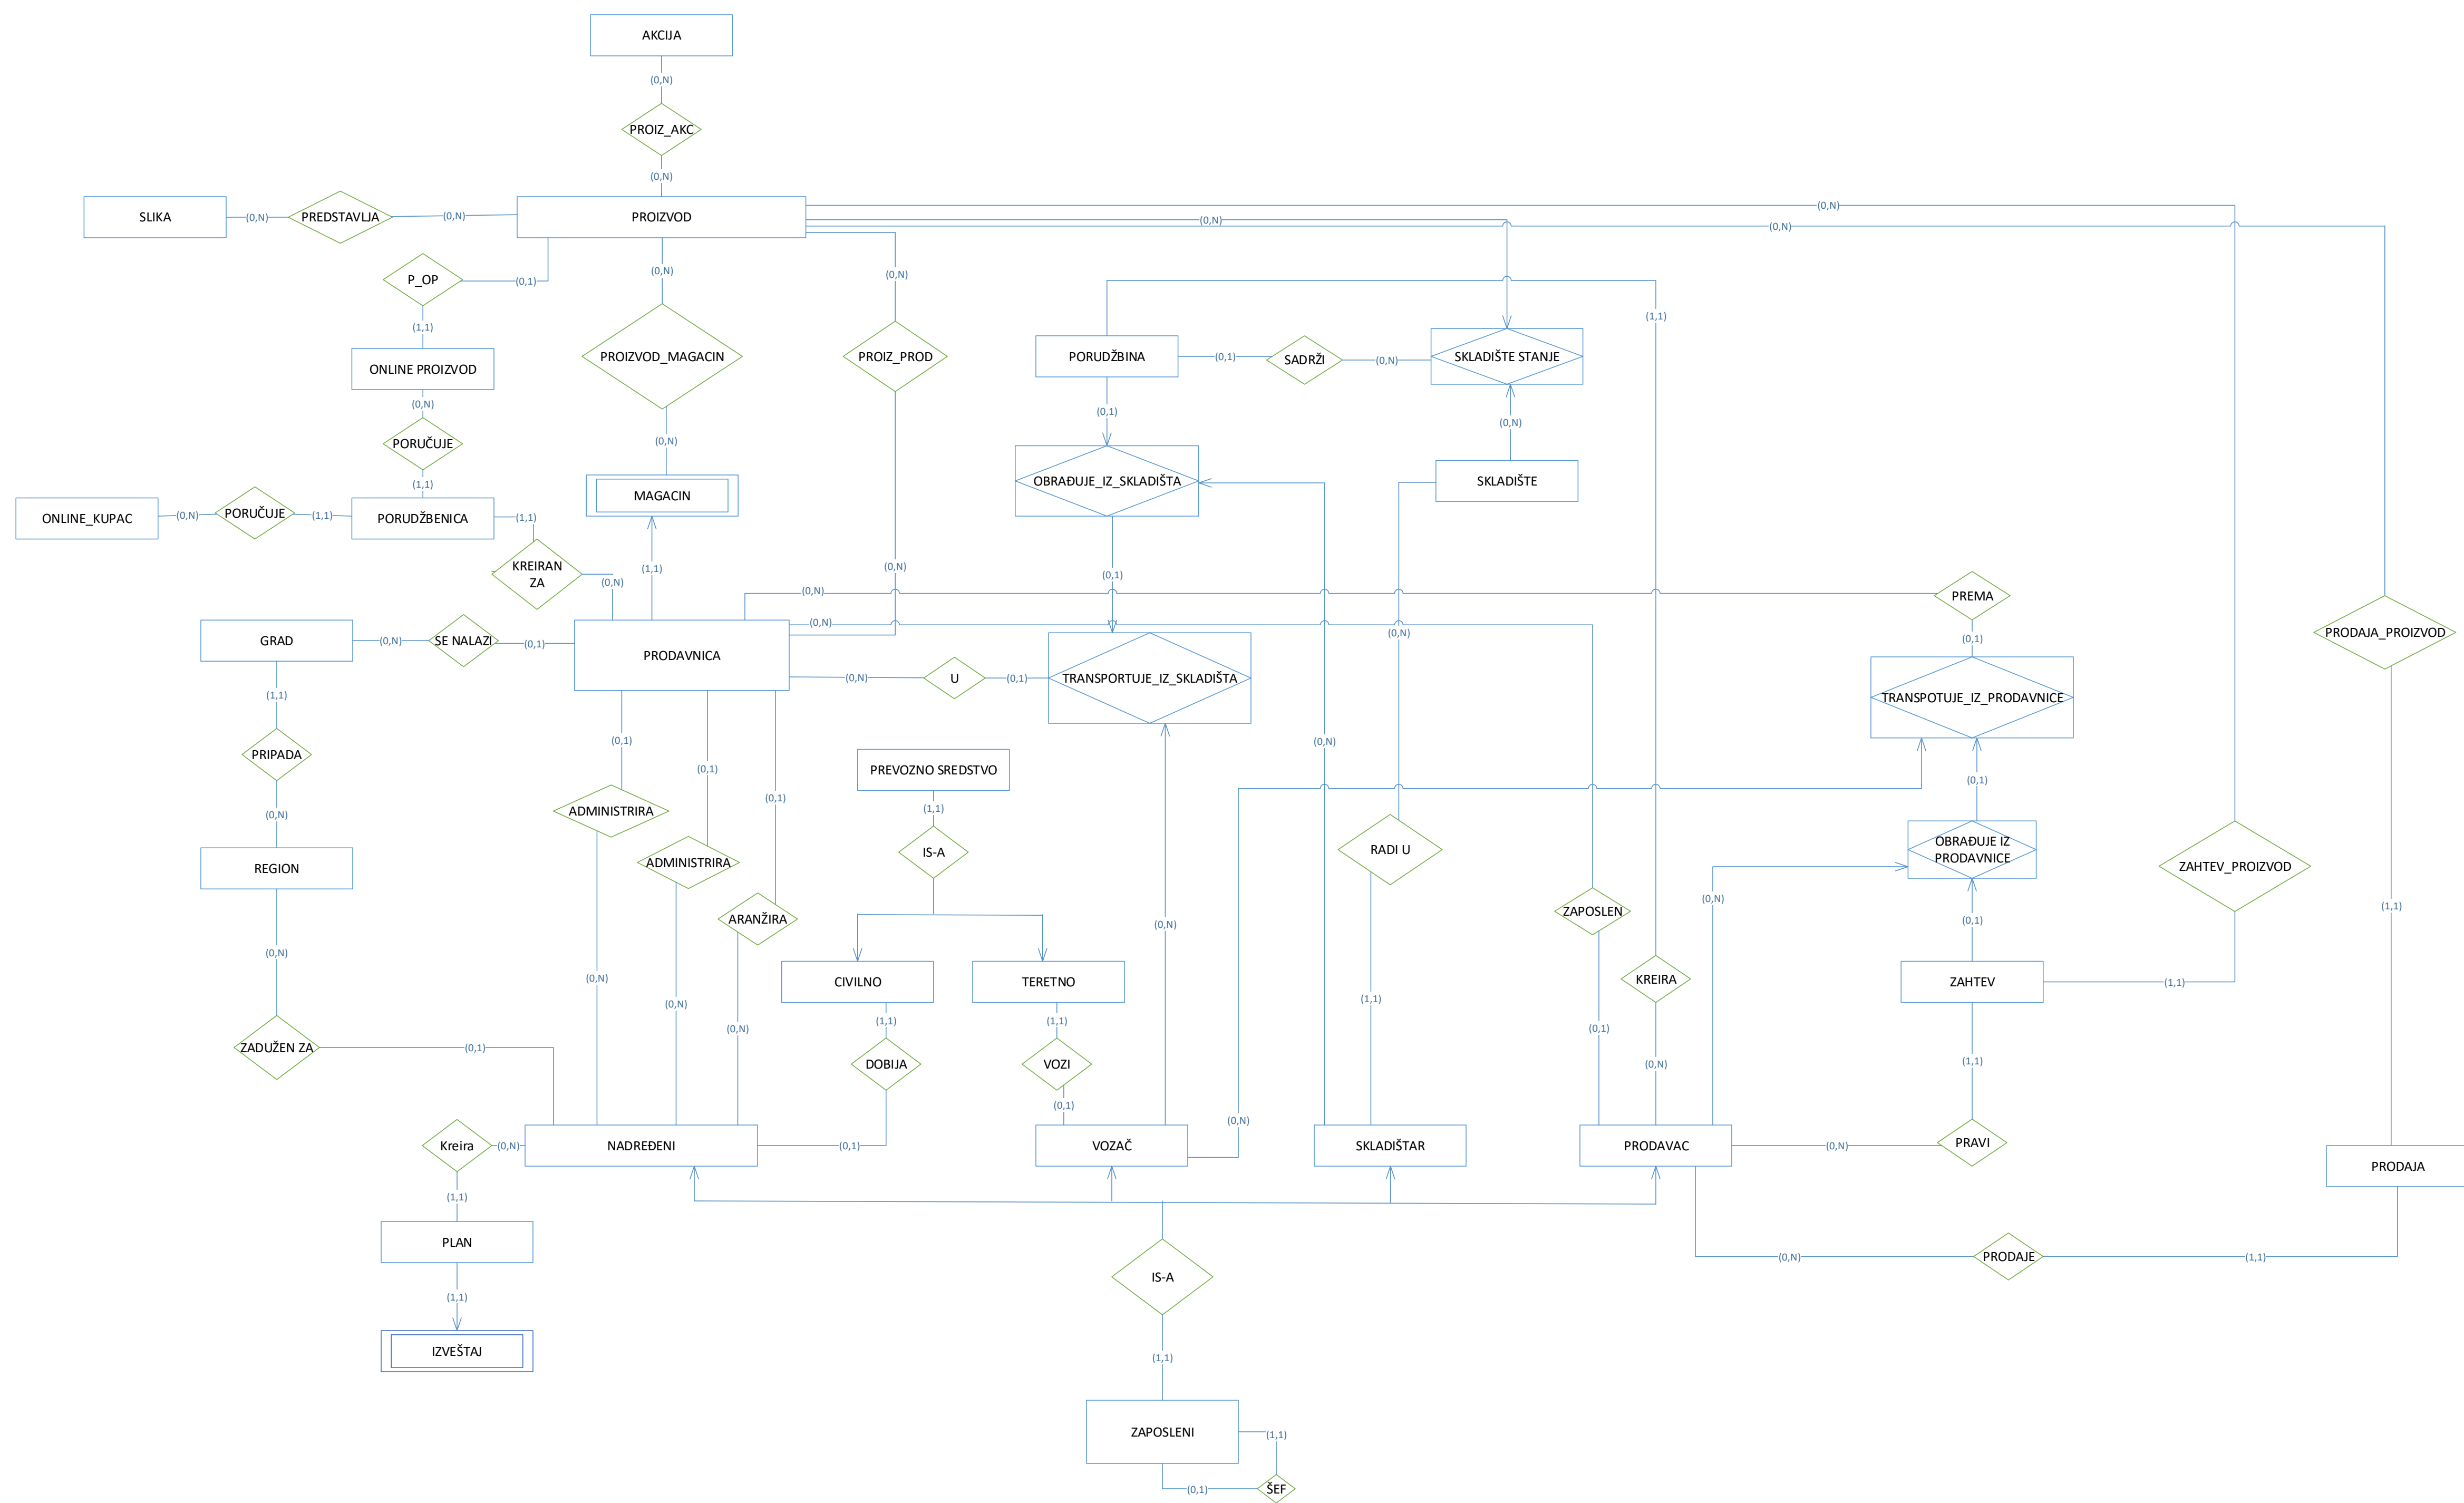 AKCIJA
(0,N)
PROIZ_AKC
(0,N)
SLIKA
(0,N)
PREDSTAVLJA
(0,N)
PROIZVOD
(0,N)
(0,N)
(0,N)
P_OP
(0,1)
(0,N)
(0,N)
(1,1)
(1,1)
ONLINE PROIZVOD
PROIZVOD_MAGACIN
PROIZ_PROD
PORUDŽBINA
(0,1)
SADRŽI
(0,N)
SKLADIŠTE STANJE
(0,N)
(0,1)
(0,N)
PORUČUJE
(0,N)
(1,1)
OBRAĐUJE_IZ_SKLADIŠTA
SKLADIŠTE
MAGACIN
ONLINE_KUPAC
(0,N)
PORUČUJE
(1,1)
PORUDŽBENICA
(1,1)
KREIRAN
ZA
(0,N)
(1,1)
(0,N)
(0,1)
(0,N)
PREMA
(0,N)
(0,N)
(0,1)
PRODAJA_PROIZVOD
GRAD
(0,N)
SE NALAZI
(0,1)
PRODAVNICA
(0,N)
U
(0,1)
TRANSPORTUJE_IZ_SKLADIŠTA
TRANSPOTUJE_IZ_PRODAVNICE
(1,1)
PRIPADA
(0,1)
(0,1)
(0,1)
PREVOZNO SREDSTVO
(0,N)
(0,1)
(0,N)
ADMINISTRIRA
(1,1)
IS-A
RADI U
OBRAĐUJE IZ
PRODAVNICE
REGION
ADMINISTRIRA
ZAHTEV_PROIZVOD
ARANŽIRA
(0,N)
ZAPOSLEN
(0,N)
(0,1)
(1,1)
(0,N)
(0,N)
(0,N)
(0,N)
CIVILNO
TERETNO
(1,1)
KREIRA
ZAHTEV
(1,1)
(0,N)
(1,1)
(1,1)
(0,1)
ZADUŽEN ZA
(0,1)
DOBIJA
VOZI
(0,N)
(1,1)
(0,1)
(0,N)
Kreira
(0,N)
NADREĐENI
(0,1)
VOZAČ
SKLADIŠTAR
PRODAVAC
(0,N)
PRAVI
PRODAJA
(1,1)
PLAN
(0,N)
PRODAJE
(1,1)
IS-A
(1,1)
IZVEŠTAJ
(1,1)
ZAPOSLENI
(1,1)
(0,1)
ŠEF